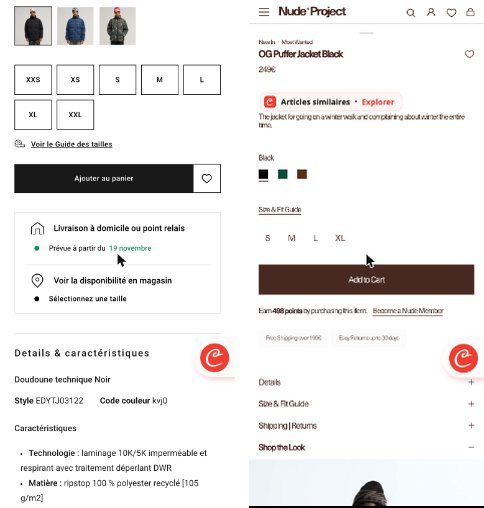 XXS
XS
S
M
L
XL
XXL
Voir le Guide des tailles
Ajouter au panier
Livraison à domicile ou point relais
Prévue à partir du 19 novembre
Voir la disponibilité en magasin
Sélectionnez une taille
Details & caractéristiques
Doudoune technique Noir
Style EDYTJ03122 Code couleur kvj0
Caractéristiques
• Technologie : laminage 10K/5K imperméable et
respirant avec traitement déperlant DWR
• Matière : ripstop 100 % polyester recyclé [105
g/m2]
Nude Project
New In · Most Wanted
OG Puffer Jacket Black
249€
Articles similaires • Explorer
The jacket for going on a winter walk and complaining about winter the entire
time.
Black
Size & Fit Guide
S M L XL
Add to Cart
Earn 498 points by purchasing this item. Become a Nude Member
Free Shipping over 199€
Easy Returns up to 30 days
Details
Size & Fit Guide
Shipping | Returns
Shop the Look